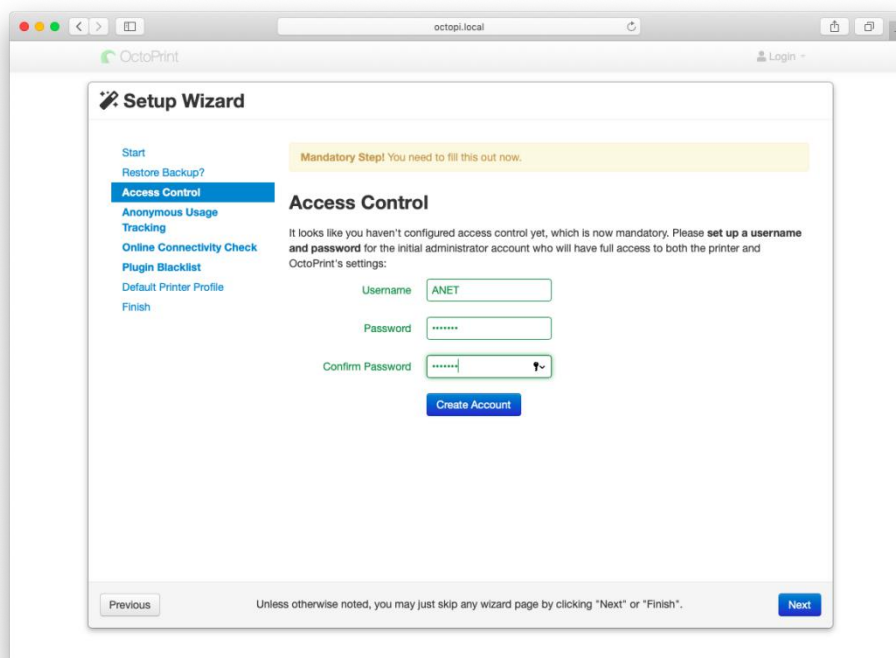 octopi.local
OctoPrint
Login
Setup Wizard
Start
Restore Backup?
Access Control
Anonymous Usage
Tracking
Online Connectivity Check
Plugin Blacklist
Default Printer Profile
Finish
Mandatory Step! You need to fill this out now.
Access Control
It looks like you haven't configured access control yet, which is now mandatory. Please set up a username
and password for the initial administrator account who will have full access to both the printer and
OctoPrint's settings:
Username ANET
Password •••••••
Confirm Password •••••••
Create Account
Previous
Unless otherwise noted, you may just skip any wizard page by clicking "Next" or "Finish".
Next